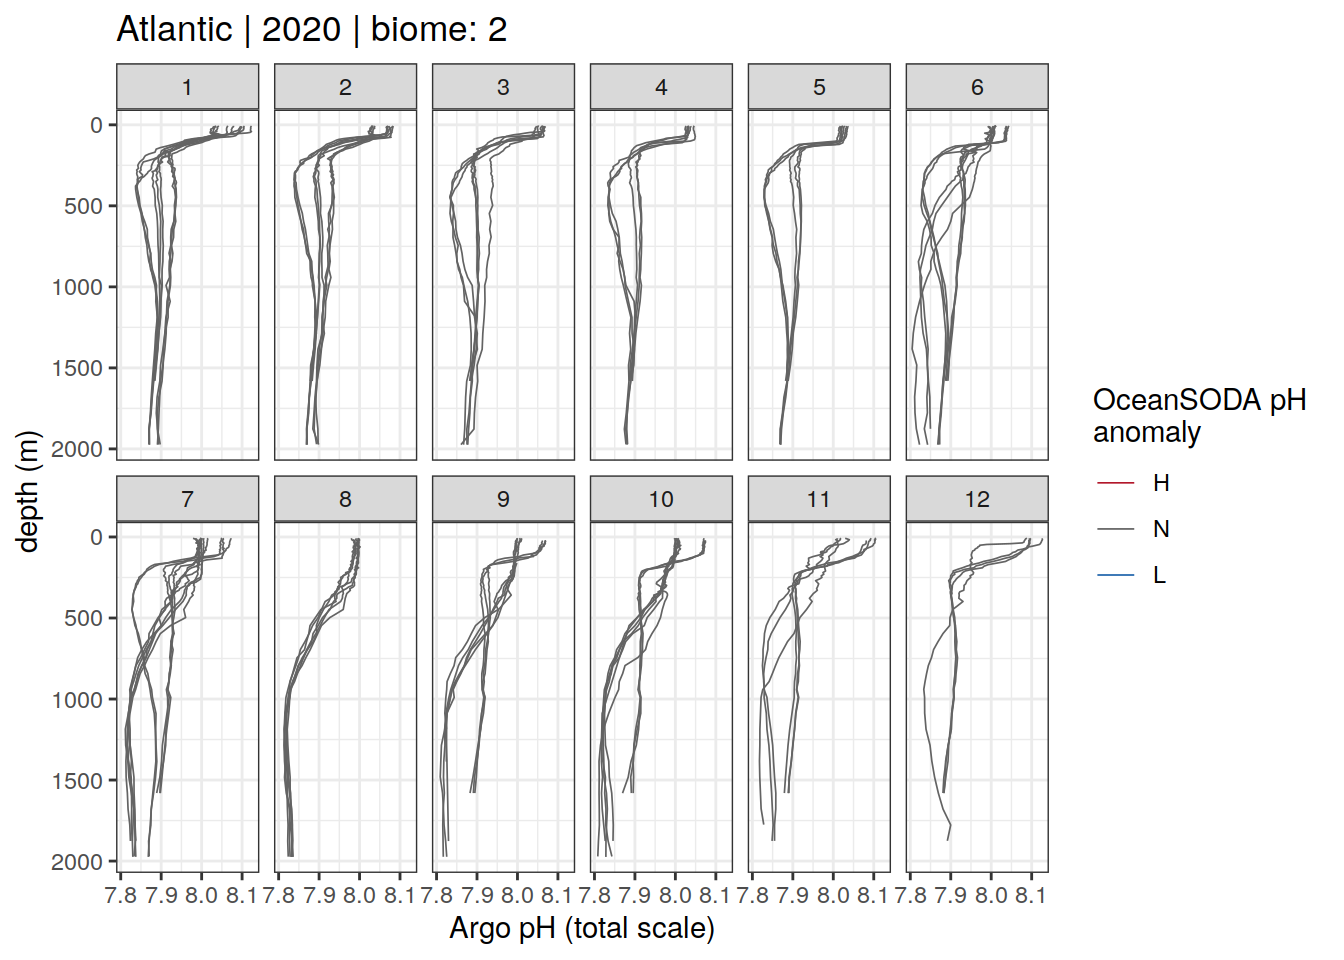 Atlantic | 2020 | biome: 2
1 2 3 4 5 6
0
500
1000
1500
2000
7 8 9 10 11 12
0
500
1000
1500
2000
7.8 7.9 8.0 8.1 7.8 7.9 8.0 8.1 7.8 7.9 8.0 8.1 7.8 7.9 8.0 8.1 7.8 7.9 8.0 8.1 7.8 7.9 8.0 8.1
Argo pH (total scale)
depth (m)
OceanSODA pH
anomaly
H
N
L